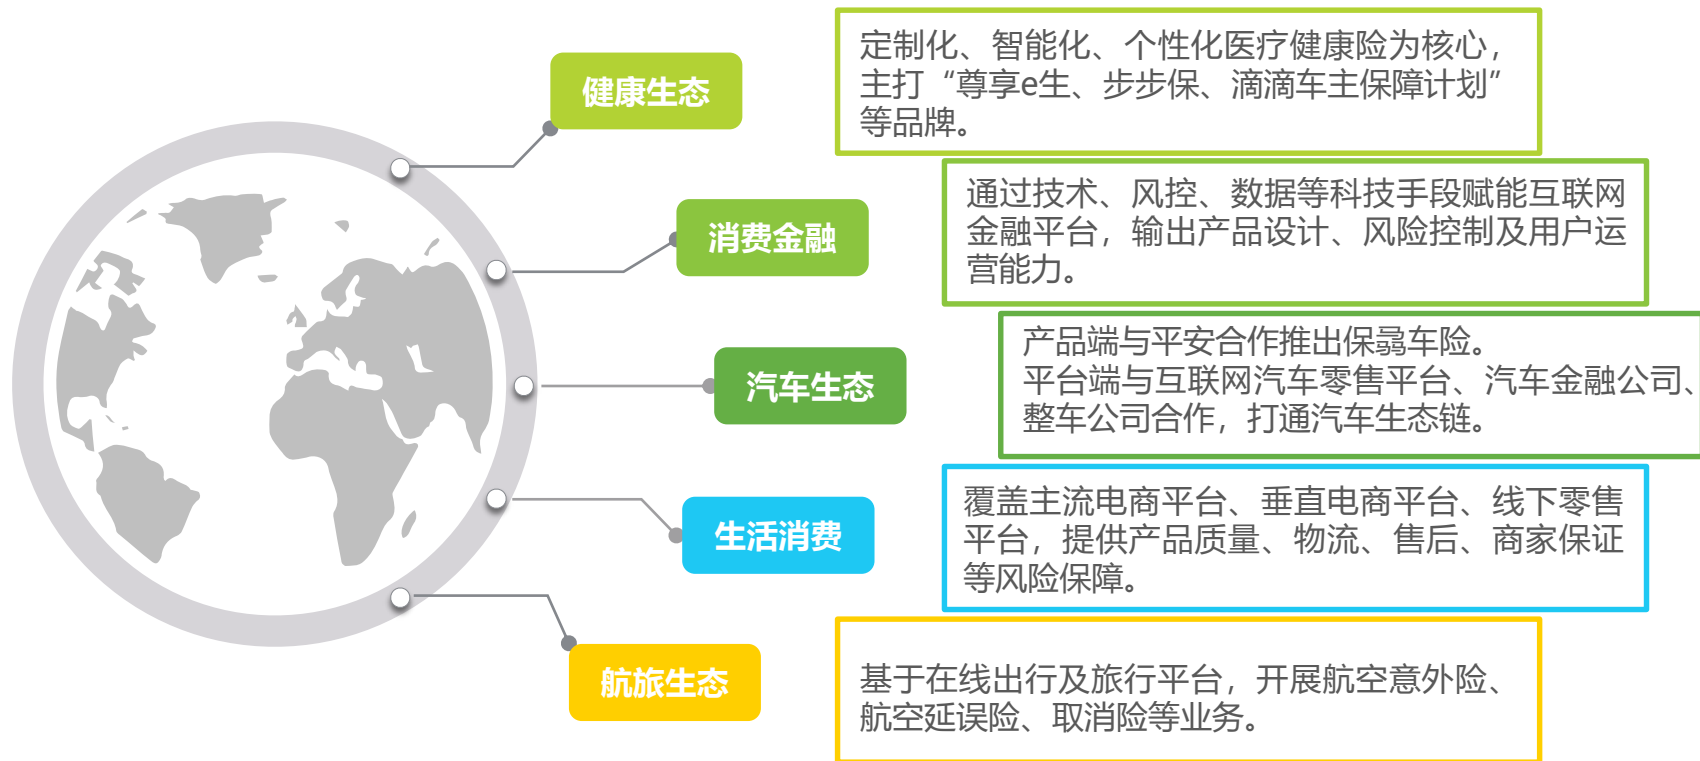 健康生态
定制化、智能化、个性化医疗健康险为核心，
主打“尊享e生、步步保、滴滴车主保障计划”
等品牌。
消费金融
通过技术、风控、数据等科技手段赋能互联网
金融平台，输出产品设计、风险控制及用户运
营能力。
汽车生态
产品端与平安合作推出保骉车险。
平台端与互联网汽车零售平台、汽车金融公司、
整车公司合作，打通汽车生态链。
生活消费
覆盖主流电商平台、垂直电商平台、线下零售
平台，提供产品质量、物流、售后、商家保证
等风险保障。
航旅生态
基于在线出行及旅行平台，开展航空意外险、
航空延误险、取消险等业务。